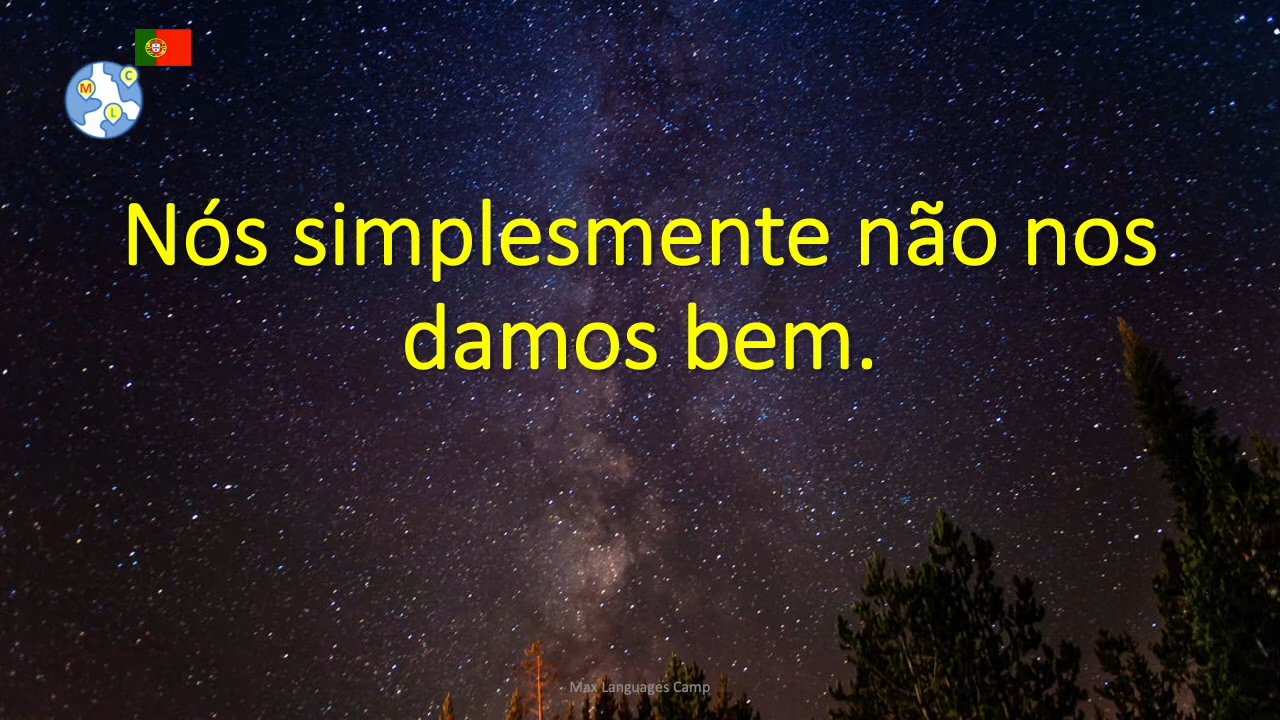 C
M
L
Nós simplesmente não nos
damos bem.
Max Languages Camp